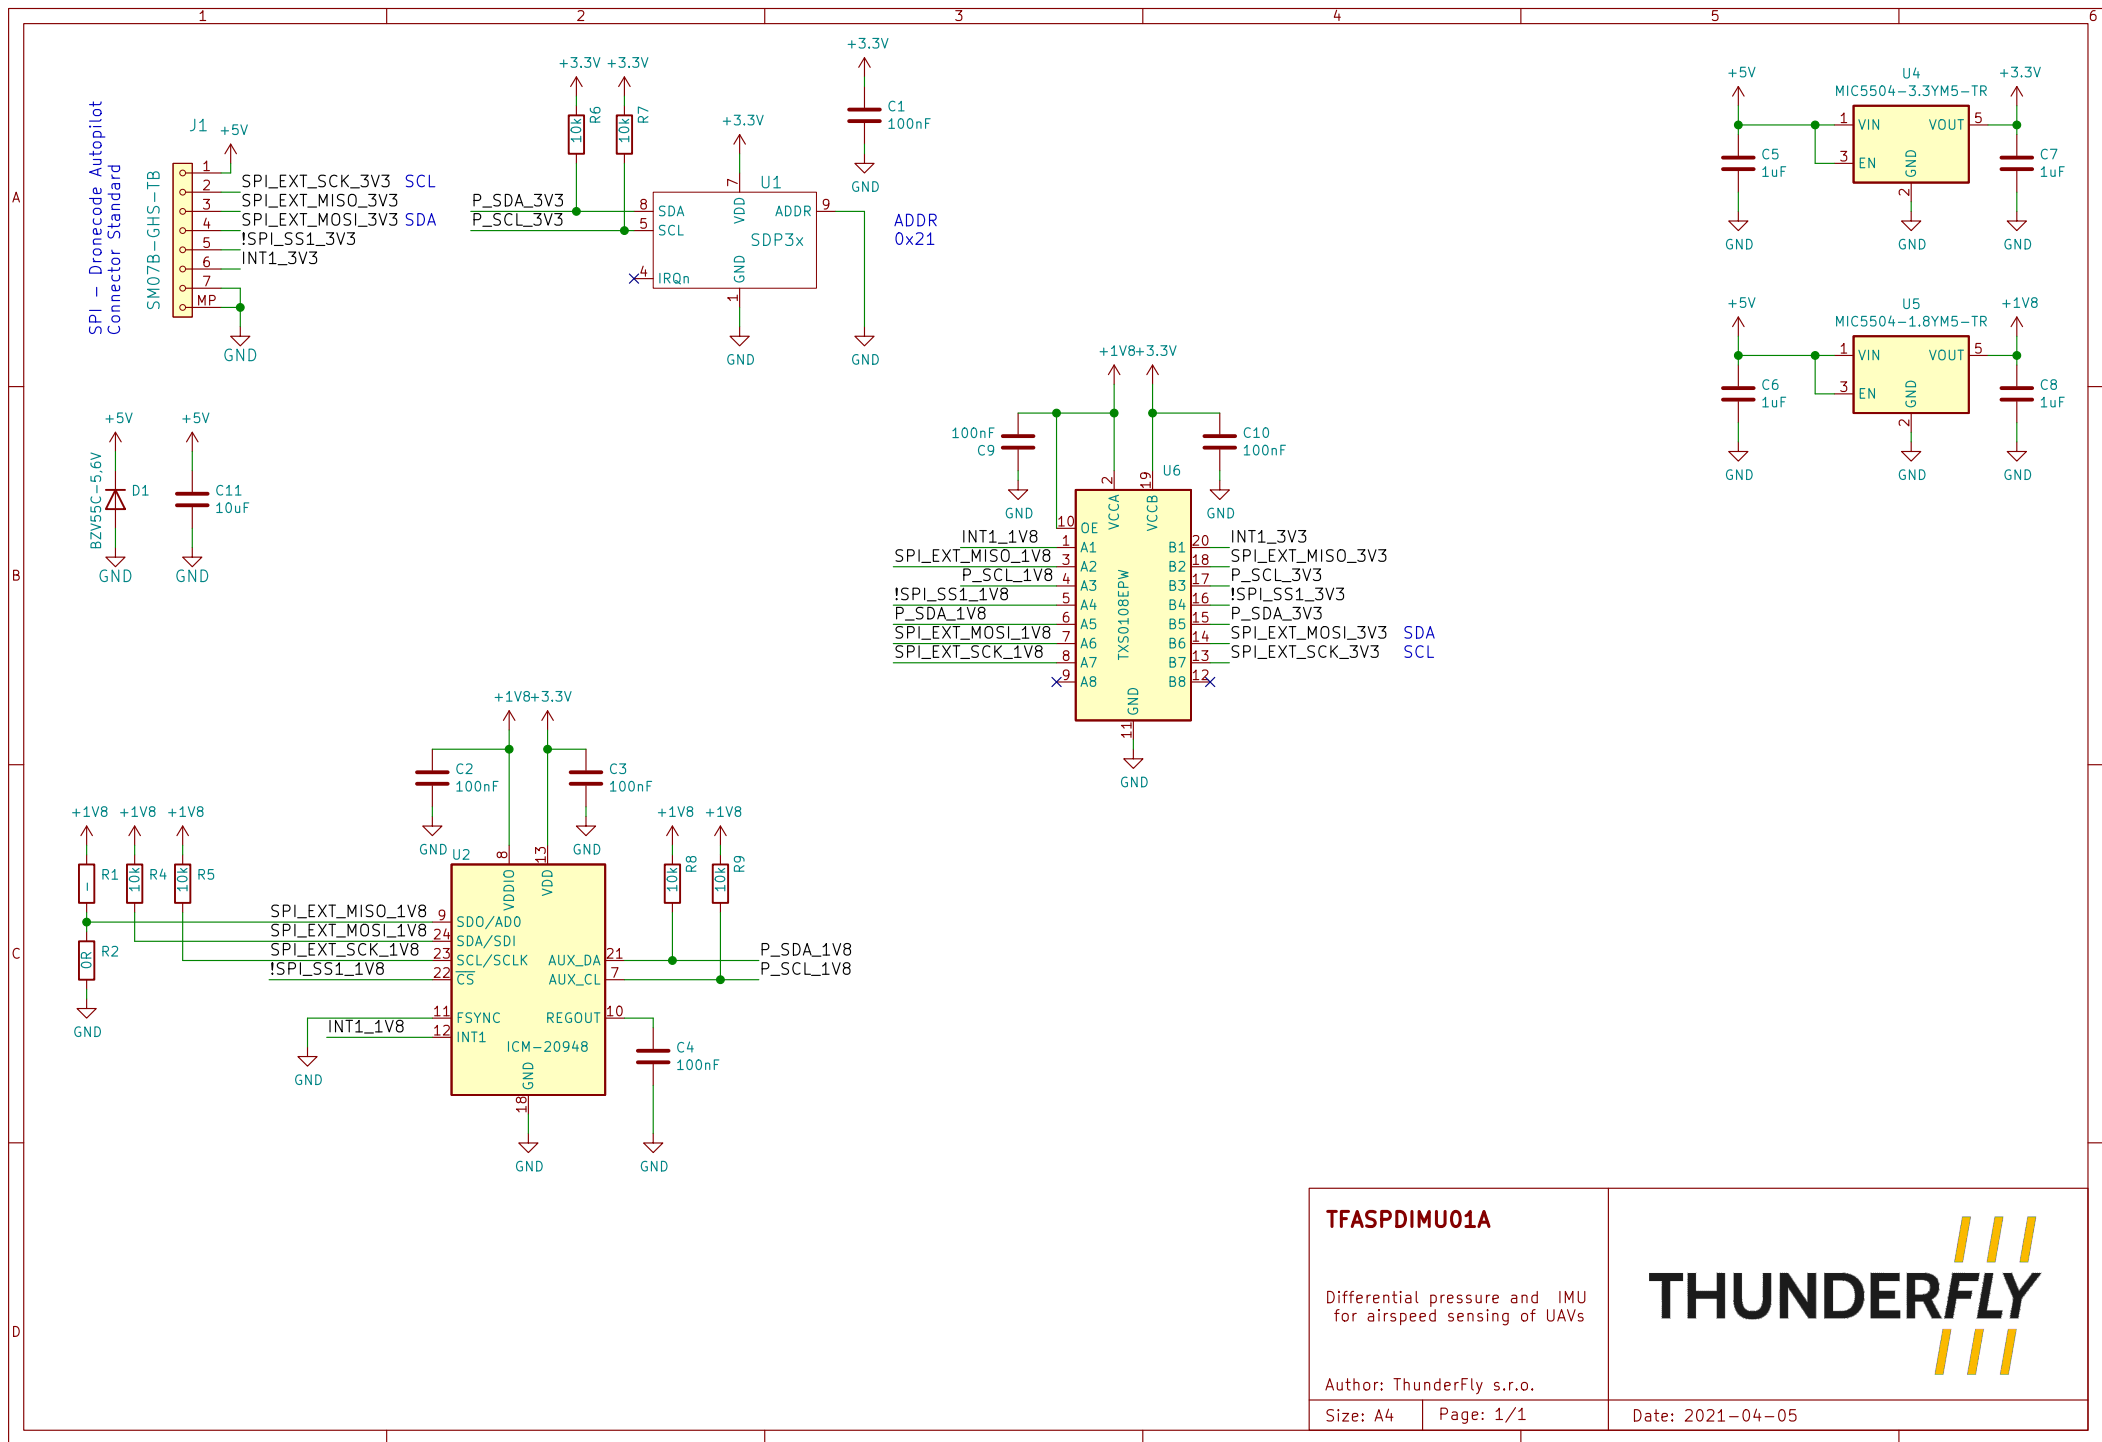 1 2 3 4 5 6
A
B
C
D
SPI - Dronecode Autopilot
Connector Standard
SM07B-GHS-TB
J1
+5V
1
2
3
4
5
6
7
MP
SPI_EXT_SCK_3V3 SCL
SPI_EXT_MISO_3V3
SPI_EXT_MOSI_3V3 SDA
!SPI_SS1_3V3
INT1_3V3
GND
+3.3V +3.3V
10k R6
10k R7
P_SDA_3V3
P_SCL_3V3
+3.3V
U1
7
VDD
8 SDA
5 SCL
4 IRQn
ADDR 9
SDP3x
GND
1
GND
+3.3V
C1
100nF
GND
ADDR
0x21
GND
+5V
C5
1uF
GND
U4
MIC5504-3.3YM5-TR
1 VIN
3 EN
VOUT 5
GND
2
GND
+3.3V
C7
1uF
GND
+5V
C6
1uF
GND
U5
MIC5504-1.8YM5-TR
1 VIN
3 EN
VOUT 5
GND
2
GND
+1V8
C8
1uF
GND
+5V
BZV55C-5,6V
D1
GND
+5V
C11
10uF
GND
+1V8 +3.3V
100nF
C9
GND
C10
100nF
GND
U6
2
VCCA
19
VCCB
10 OE
INT1_1V8 1 A1
SPI_EXT_MISO_1V8 3 A2
P_SCL_1V8 4 A3
!SPI_SS1_1V8 5 A4
P_SDA_1V8 6 A5
SPI_EXT_MOSI_1V8 7 A6
SPI_EXT_SCK_1V8 8 A7
9 A8
TXS0108EPW
B1 20 INT1_3V3
B2 18 SPI_EXT_MISO_3V3
B3 17 P_SCL_3V3
B4 16 !SPI_SS1_3V3
B5 15 P_SDA_3V3
B6 14 SPI_EXT_MOSI_3V3 SDA
B7 13 SPI_EXT_SCK_3V3 SCL
B8 12
GND
11
GND
+1V8 +3.3V
C2
100nF
GND
C3
100nF
GND
+1V8 +1V8 +1V8
- R1
10k R4
10k R5
0R R2
GND
U2
8
VDDIO
13
VDD
SPI_EXT_MISO_1V8 9 SDO/AD0
SPI_EXT_MOSI_1V8 24 SDA/SDI
SPI_EXT_SCK_1V8 23 SCL/SCLK
!SPI_SS1_1V8 22 CS
11 FSYNC
INT1_1V8 12 INT1
GND
ICM-20948
GND
18
GND
+1V8 +1V8
10k R8
10k R9
AUX_DA 21 P_SDA_1V8
AUX_CL 7 P_SCL_1V8
REGOUT 10
C4
100nF
GND
TFASPDIMU01A
Differential pressure and IMU
for airspeed sensing of UAVs
Author: ThunderFly s.r.o.
Size: A4
Page: 1/1
Date: 2021-04-05
THUNDERFLY